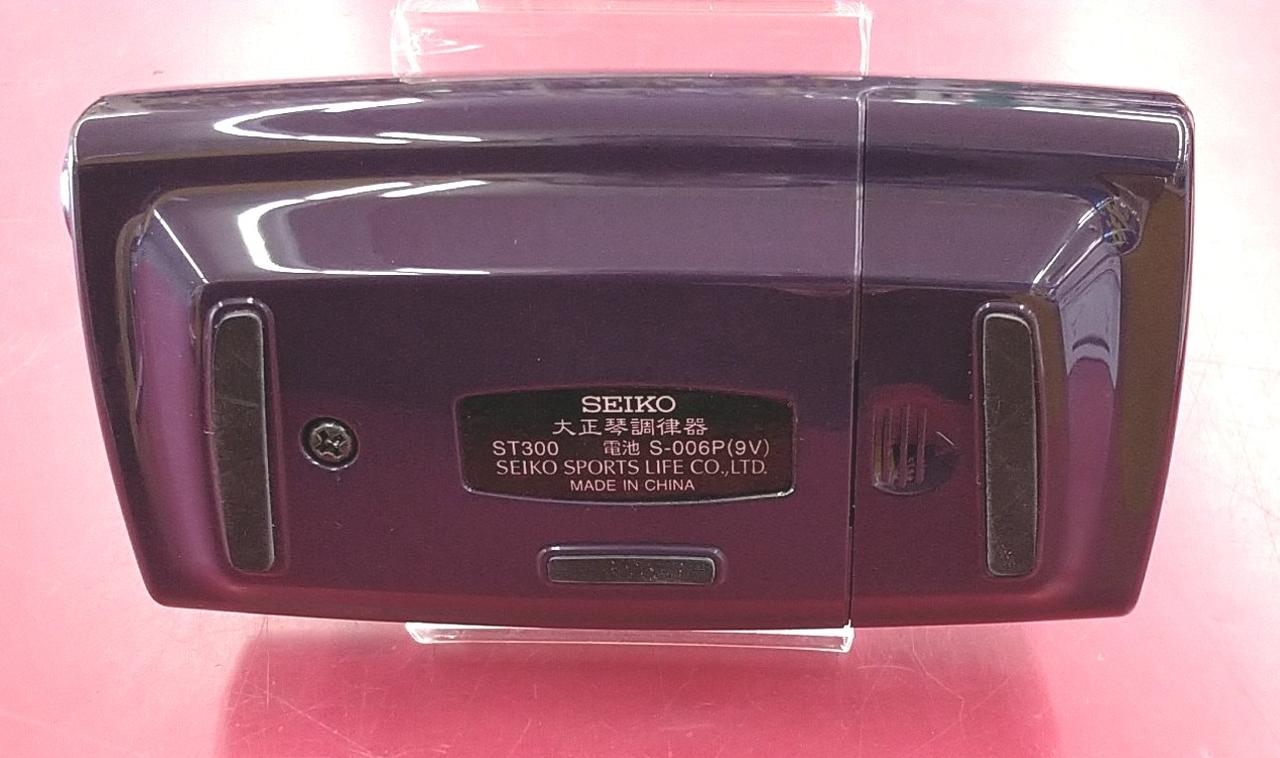 SEIKO
大正琴調律器
ST300 電池 S-006P(9V)
SEIKO SPORTS LIFE CO.,LTD.
MADE IN CHINA